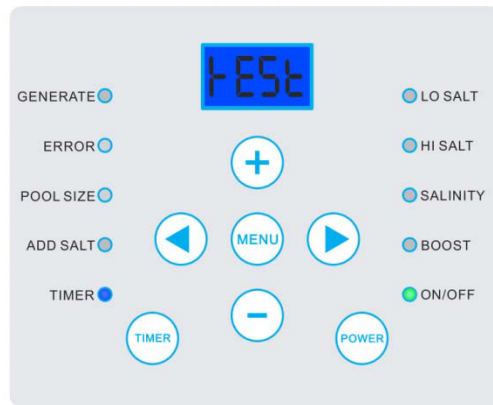 tESt
GENERATE
ERROR
POOL SIZE
ADD SALT
TIMER
+
MENU
−
TIMER
POWER
LO SALT
HI SALT
SALINITY
BOOST
ON/OFF